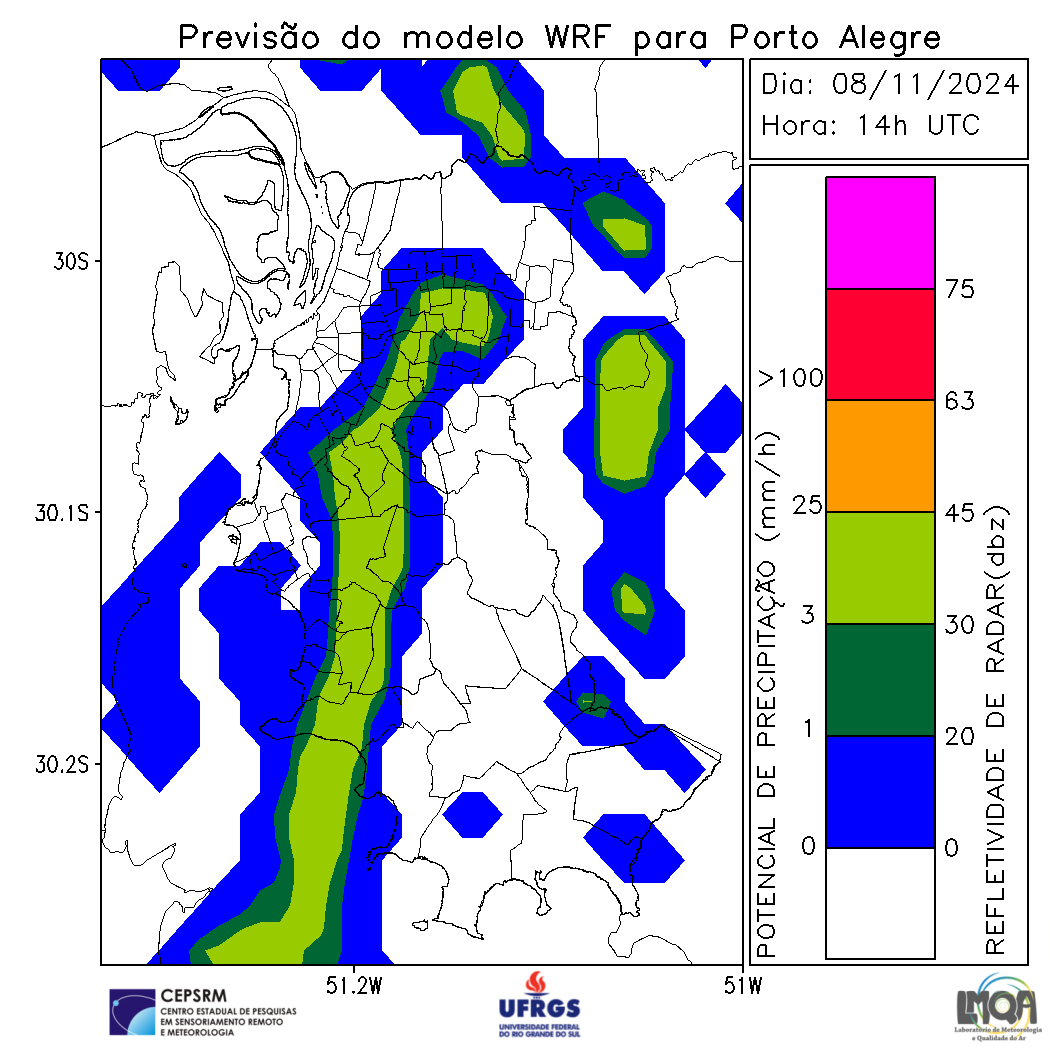 Previsão do modelo WRF para Porto Alegre
Dia: 08/11/2024
Hora: 14h UTC
30S
30.1S
30.2S
51.2W
51W
POTENCIAL DE PRECIPITAÇÃO (mm/h)
>100
25
3
1
0
75
63
45
30
20
0
REFLETIVIDADE DE RADAR(dbz)
CEPSRM
CENTRO ESTADUAL DE PESQUISAS
EM SENSORIAMENTO REMOTO
E METEOROLOGIA
UFRGS
UNIVERSIDADE FEDERAL
DO RIO GRANDE DO SUL
LMQA
Laboratório de Meteorologia
e Qualidade do Ar